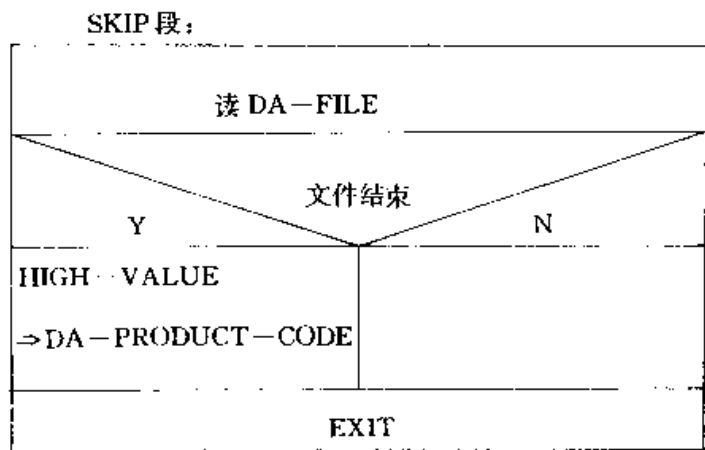 SKIP 段：
读 DA－FILE
文件结束
Y
N
HIGH－VALUE
⇒DA－PRODUCT－CODE
EXIT